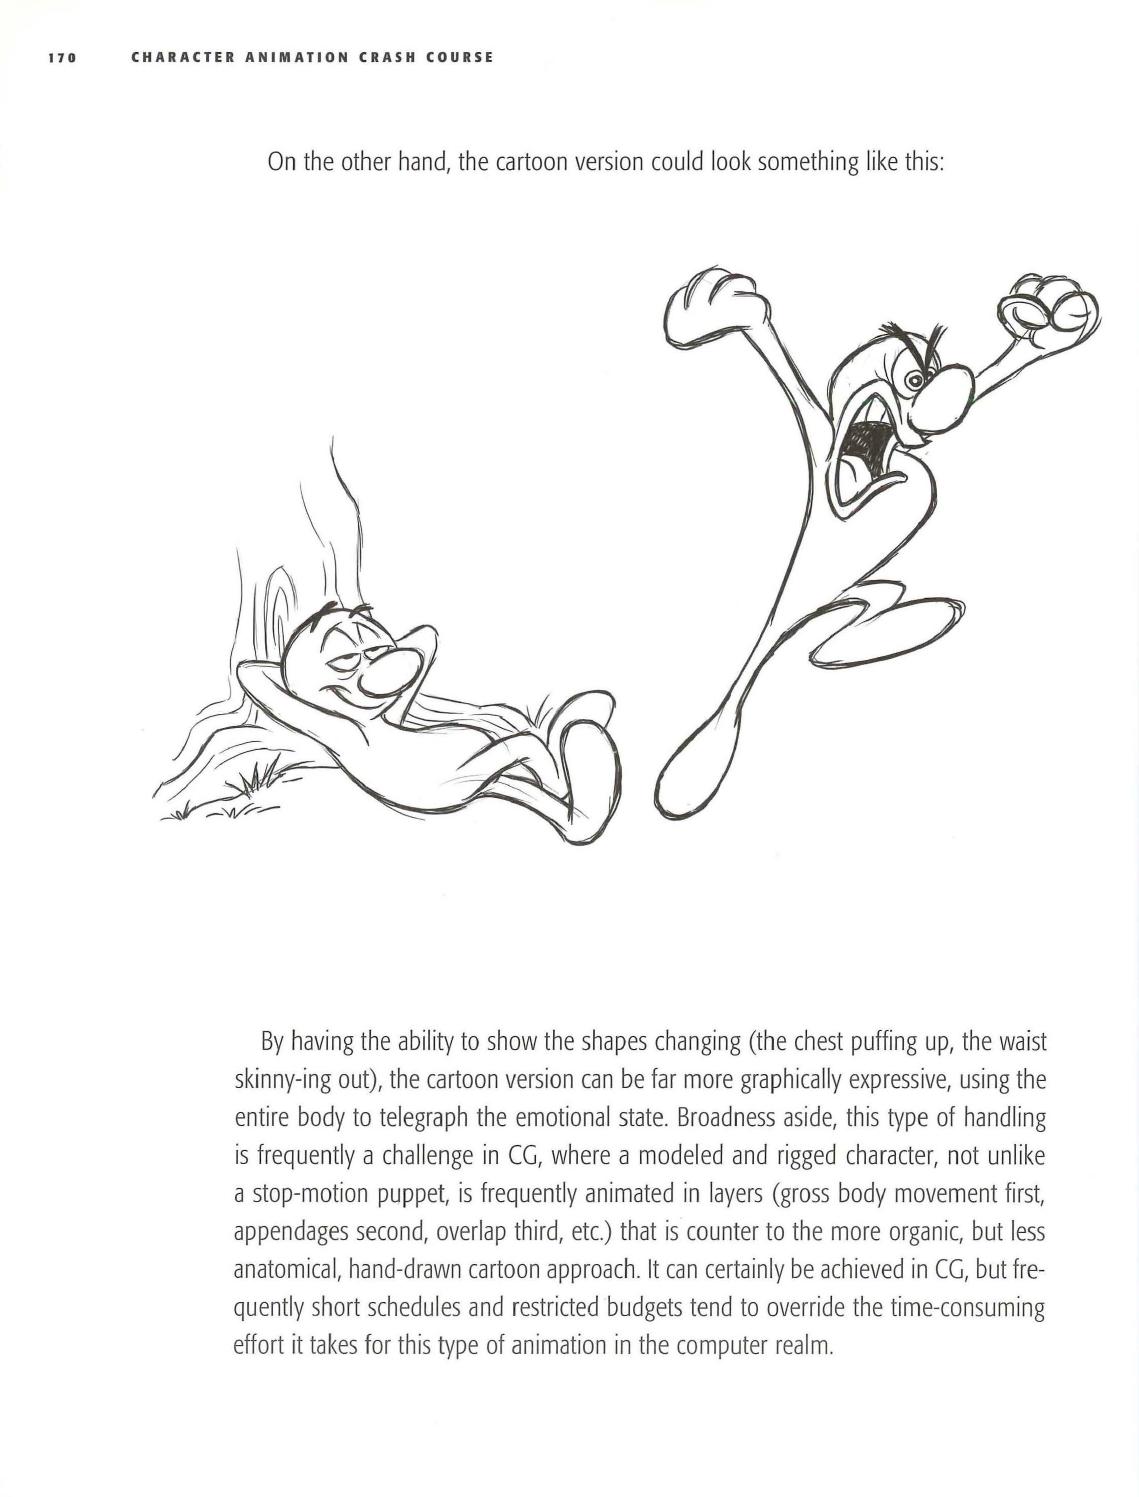 170 CHARACTER ANIMATION CRASH COURSE
On the other hand, the cartoon version could look something like this:
By having the ability to show the shapes changing (the chest puffing up, the waist
skinny-ing out), the cartoon version can be far more graphically expressive, using the
entire body to telegraph the emotional state. Broadness aside, this type of handling
is frequently a challenge in CG, where a modeled and rigged character, not unlike
a stop-motion puppet, is frequently animated in layers (gross body movement first,
appendages second, overlap third, etc.) that is counter to the more organic, but less
anatomical, hand-drawn cartoon approach. It can certainly be achieved in CG, but fre-
quently short schedules and restricted budgets tend to override the time-consuming
effort it takes for this type of animation in the computer realm.